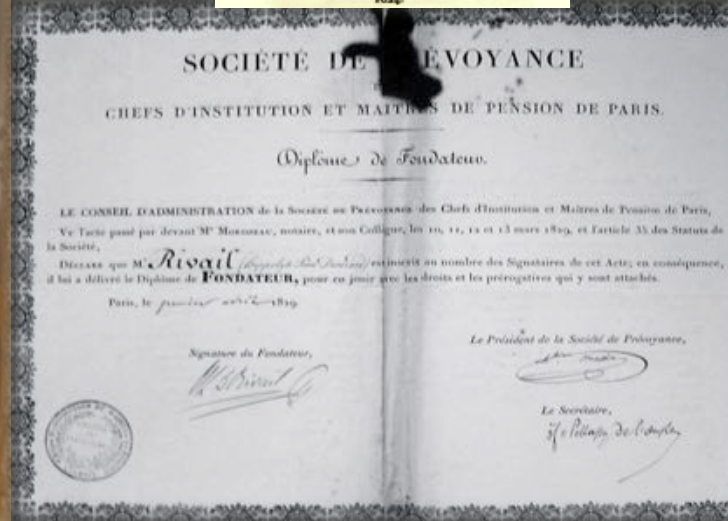 SOCIÉTÉ DE PRÉVOYANCE
CHEFS D'INSTITUTION ET MAITRES DE PENSION DE PARIS.
Diplôme de Fondateur.
LE CONSEIL D'ADMINISTRATION de la SOCIÉTÉ DE PRÉVOYANCE des Chefs d'Institution et Maîtres de Pension de Paris,
Vu l'acte passé par devant Mᵉ notaire, et son Collègue, les 10, 11, 12 et 13 mars 1829, et l'article 35 des Statuts de
la Société,
DÉCLARE que Mʳ Rivail est inscrit au nombre des Signataires de cet Acte; en conséquence,
il lui a délivré le Diplôme de FONDATEUR, pour en jouir avec les droits et les prérogatives qui y sont attachés.
Paris, le premier 1829
Signature du Fondateur,
Le Président de la Société de Prévoyance,
Rivail
Le Secrétaire,